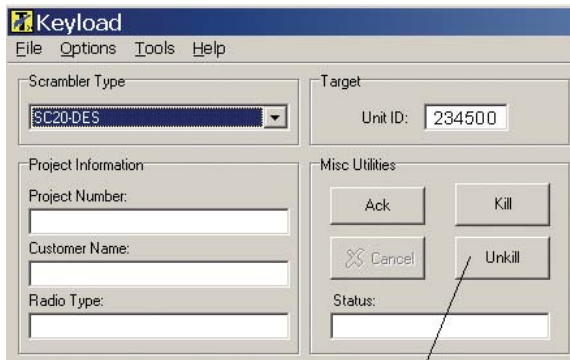 Keyload
File Options Tools Help
Scrambler Type
SC20-DES
Target
Unit ID: 234500
Project Information
Project Number:
Customer Name:
Radio Type:
Misc Utilities
Ack Kill
Cancel Unkill
Status: